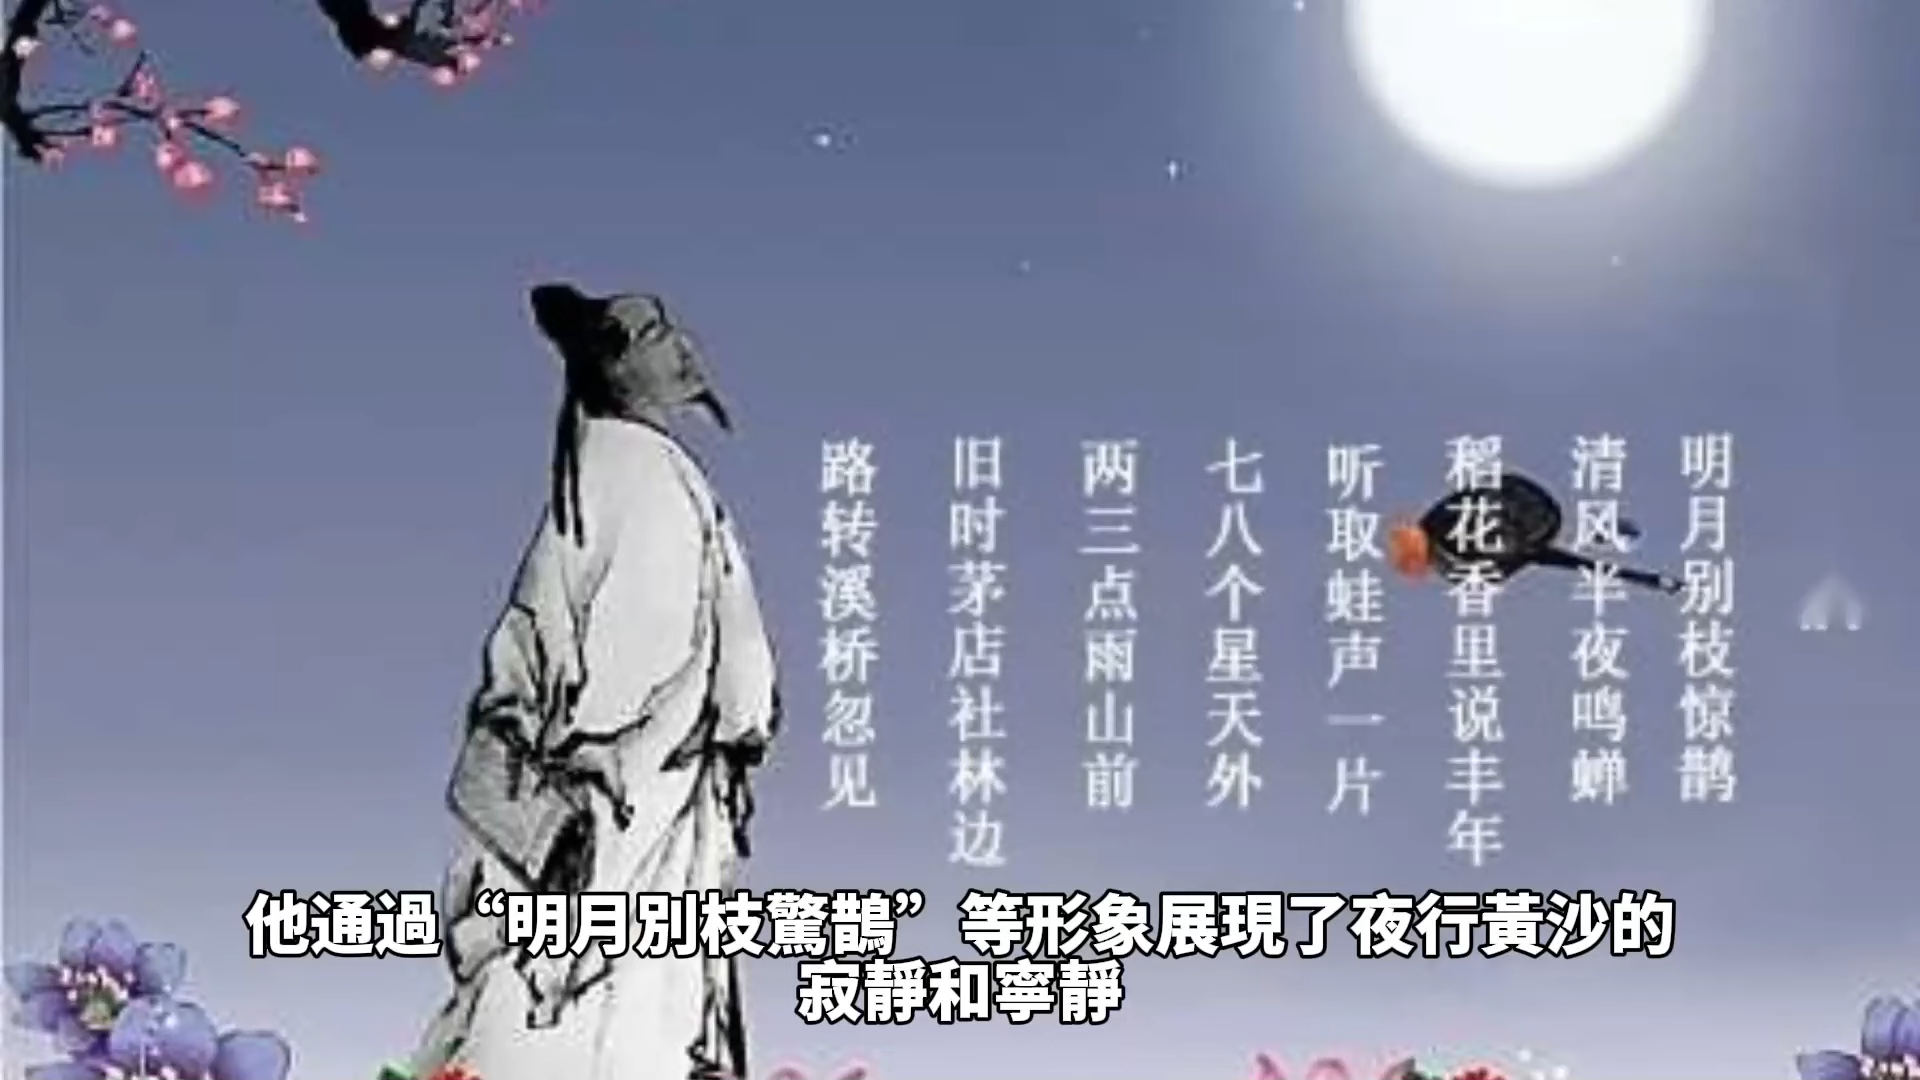 明月别枝惊鹊
清风半夜鸣蝉
稻花香里说丰年
听取蛙声一片
七八个星天外
两三点雨山前
旧时茅店社林边
路转溪桥忽见
他通過“明月別枝驚鵲”等形象展現了夜行黃沙的
寂靜和寧靜